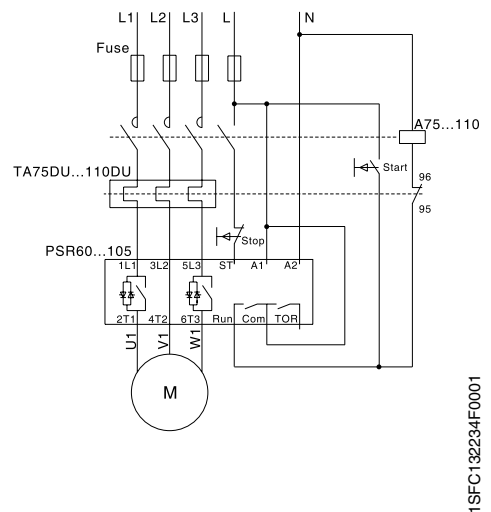 L1 L2 L3 L N
Fuse
A75...110
Start
TA75DU...110DU
96
95
Stop
PSR60...105
1L1 3L2 5L3 ST A1 A2
2T1 4T2 6T3 Run Com TOR
U1 V1 W1
M
1SFC132234F0001